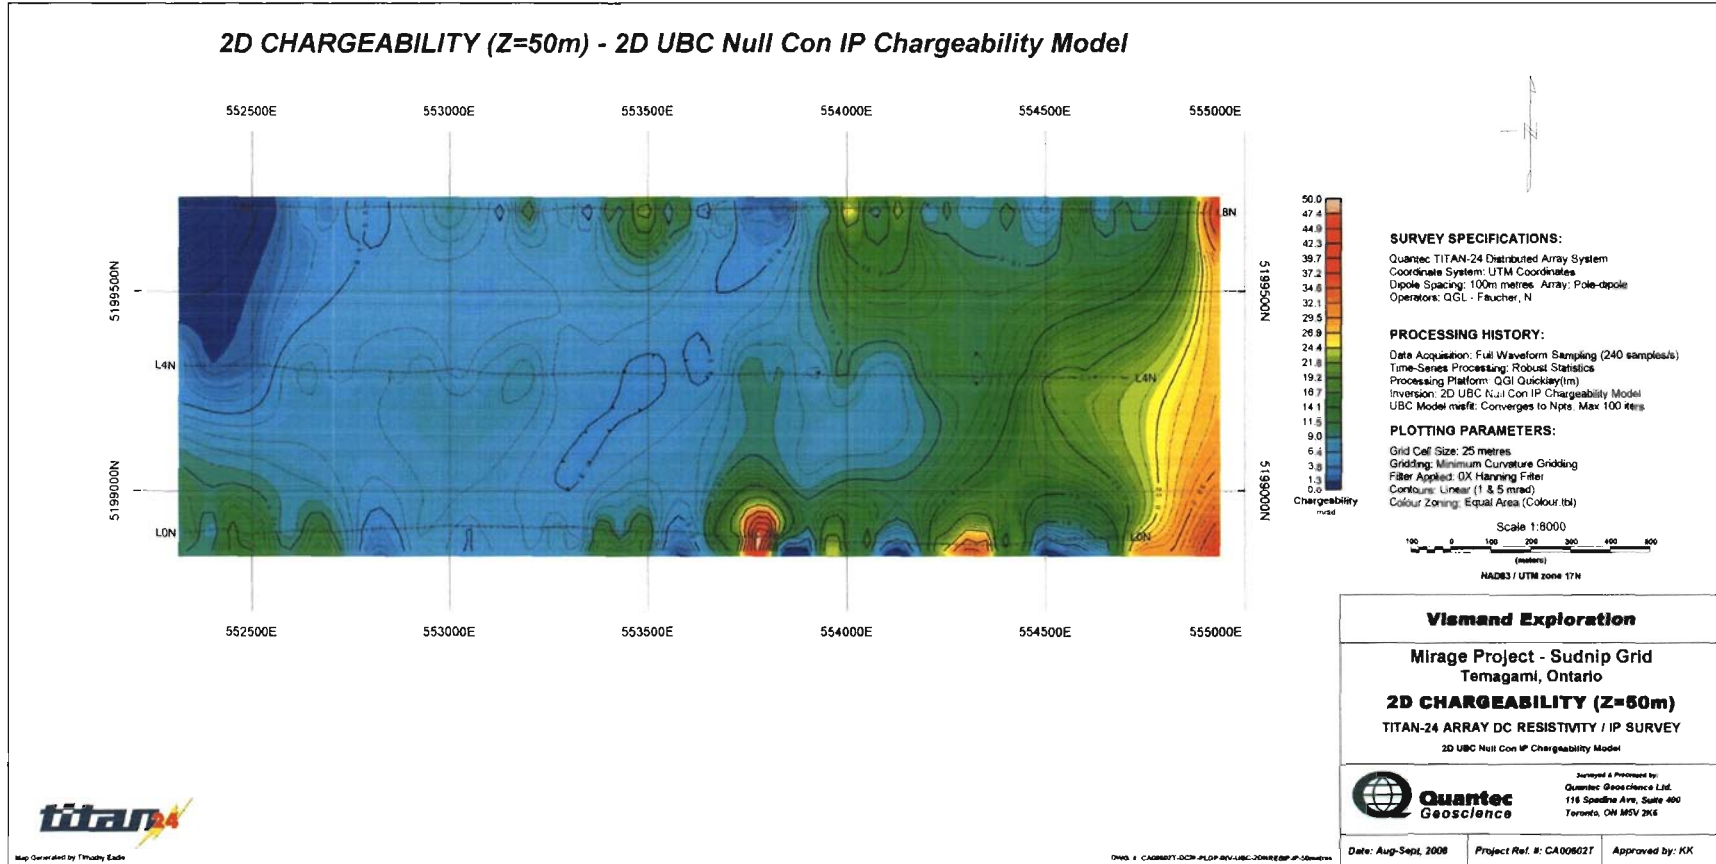 2D CHARGEABILITY (Z=50m) - 2D UBC Null Con IP Chargeability Model
552500E 553000E 553500E 554000E 554500E 555000E
5199500N
5199500N
5199000N
5199000N
L8N
L4N
L4N
L0N
L0N
50.0
47.4
44.9
42.3
39.7
37.2
34.6
32.1
29.5
26.9
24.4
21.8
19.2
16.7
14.1
11.5
9.0
6.4
3.8
1.3
0.0
Chargeability
mrad
552500E 553000E 553500E 554000E 554500E 555000E
N
SURVEY SPECIFICATIONS:
Quantec TITAN-24 Distributed Array System
Coordinate System: UTM Coordinates
Dipole Spacing: 100m metres Array: Pole-dipole
Operators: QGL - Faucher, N
PROCESSING HISTORY:
Data Acquisition: Full Waveform Sampling (240 samples/s)
Time-Series Processing: Robust Statistics
Processing Platform: QGI Quicklay(tm)
Inversion: 2D UBC Null Con IP Chargeability Model
UBC Model misfit: Converges to Npts, Max 100 iters
PLOTTING PARAMETERS:
Grid Cell Size: 25 metres
Gridding: Minimum Curvature Gridding
Filter Applied: 0X Hanning Filter
Contours: Linear (1 & 5 mrad)
Colour Zoning: Equal Area (Colour.tbl)
Scale 1:6000
100 0 100 200 300 400 500
(meters)
NAD83 / UTM zone 17N
Vismand Exploration
Mirage Project - Sudnip Grid
Temagami, Ontario
2D CHARGEABILITY (Z=50m)
TITAN-24 ARRAY DC RESISTIVITY / IP SURVEY
2D UBC Null Con IP Chargeability Model
Quantec
Geoscience
Surveyed & Processed by:
Quantec Geoscience Ltd.
116 Spadina Ave, Suite 400
Toronto, ON M5V 2K6
Date: Aug-Sept, 2006
Project Ref. #: CA00602T
Approved by: KK
titan24
Map Generated by Timothy Eadie